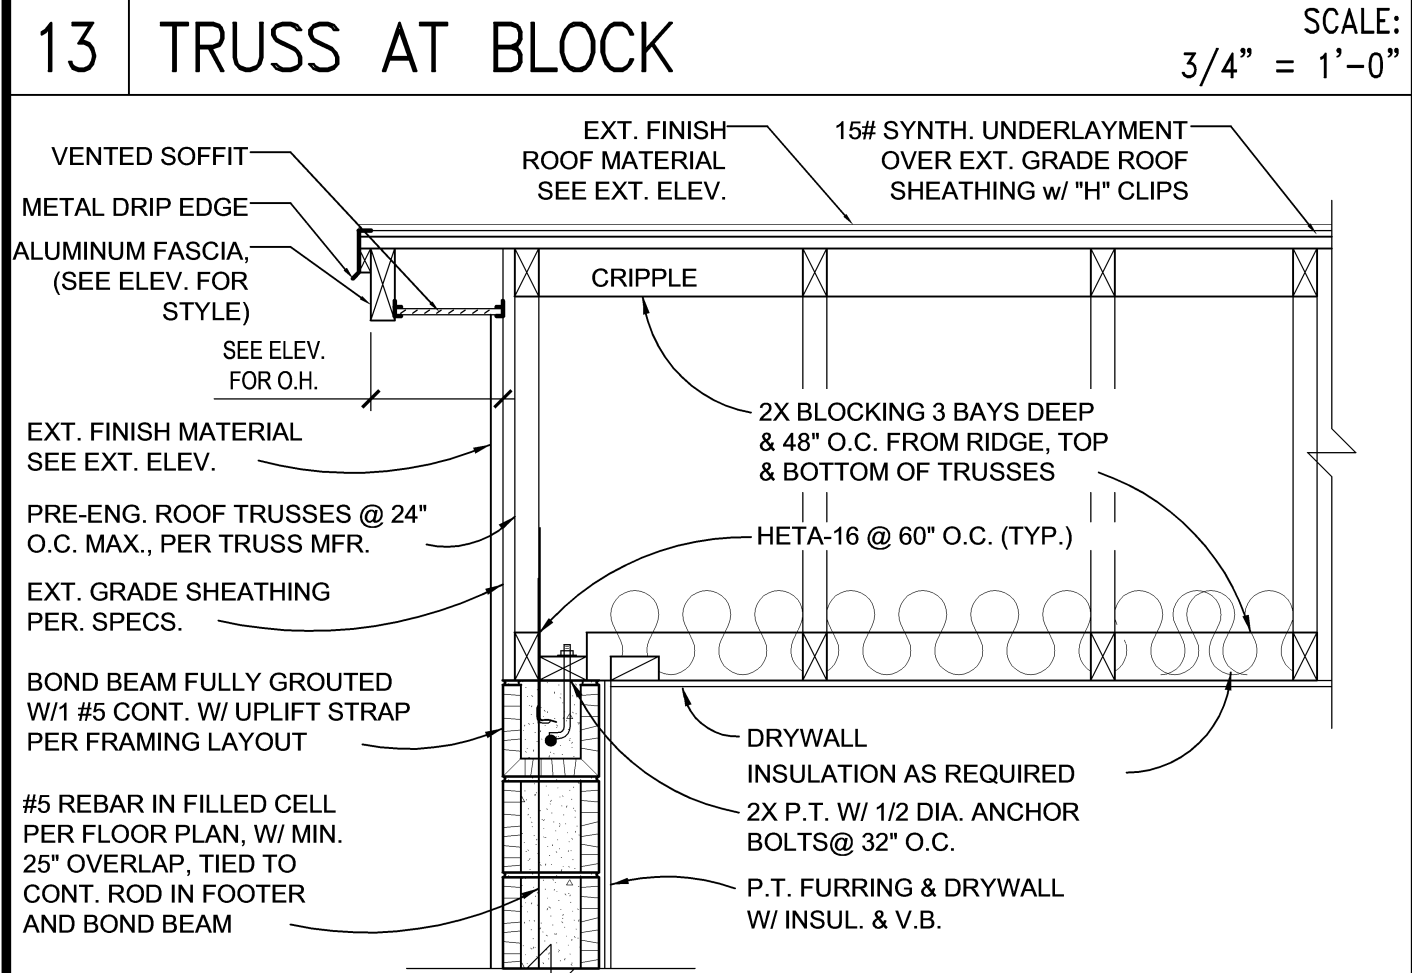 13
TRUSS AT BLOCK
SCALE:
3/4" = 1'-0"
VENTED SOFFIT
METAL DRIP EDGE
ALUMINUM FASCIA,
(SEE ELEV. FOR
STYLE)
EXT. FINISH
ROOF MATERIAL
SEE EXT. ELEV.
15# SYNTH. UNDERLAYMENT
OVER EXT. GRADE ROOF
SHEATHING w/ "H" CLIPS
CRIPPLE
SEE ELEV.
FOR O.H.
2X BLOCKING 3 BAYS DEEP
& 48" O.C. FROM RIDGE, TOP
& BOTTOM OF TRUSSES
EXT. FINISH MATERIAL
SEE EXT. ELEV.
PRE-ENG. ROOF TRUSSES @ 24"
O.C. MAX., PER TRUSS MFR.
HETA-16 @ 60" O.C. (TYP.)
EXT. GRADE SHEATHING
PER. SPECS.
BOND BEAM FULLY GROUTED
W/1 #5 CONT. W/ UPLIFT STRAP
PER FRAMING LAYOUT
DRYWALL
INSULATION AS REQUIRED
2X P.T. W/ 1/2 DIA. ANCHOR
BOLTS@ 32" O.C.
#5 REBAR IN FILLED CELL
PER FLOOR PLAN, W/ MIN.
25" OVERLAP, TIED TO
CONT. ROD IN FOOTER
AND BOND BEAM
P.T. FURRING & DRYWALL
W/ INSUL. & V.B.